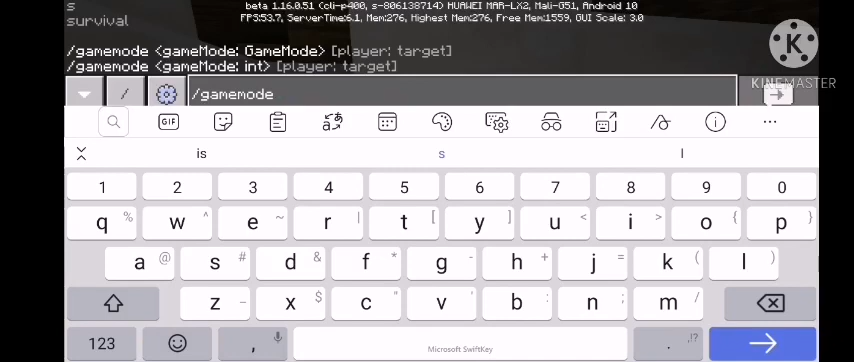 s
beta 1.16.0.51 (cli-p400, s-806138714) HUAWEI MAR-LX2, Mali-G51, Android 10
survival
FPS:53.7, ServerTime:6.1, Mem:276, Highest Mem:276, Free Mem:1559, GUI Scale: 3.0
/gamemode <gameMode: GameMode> [player: target]
/gamemode <gameMode: int> [player: target]
K
KINEMASTER
/ /gamemode
GIF
is s l
1 2 3 4 5 6 7 8 9 0
q % w ^ e ~ r | t [ y ] u < i > o { p }
a @ s # d & f * g - h + j = k ( l )
z _ x $ c " v ' b : n ; m /
123 , Microsoft SwiftKey . ,!?